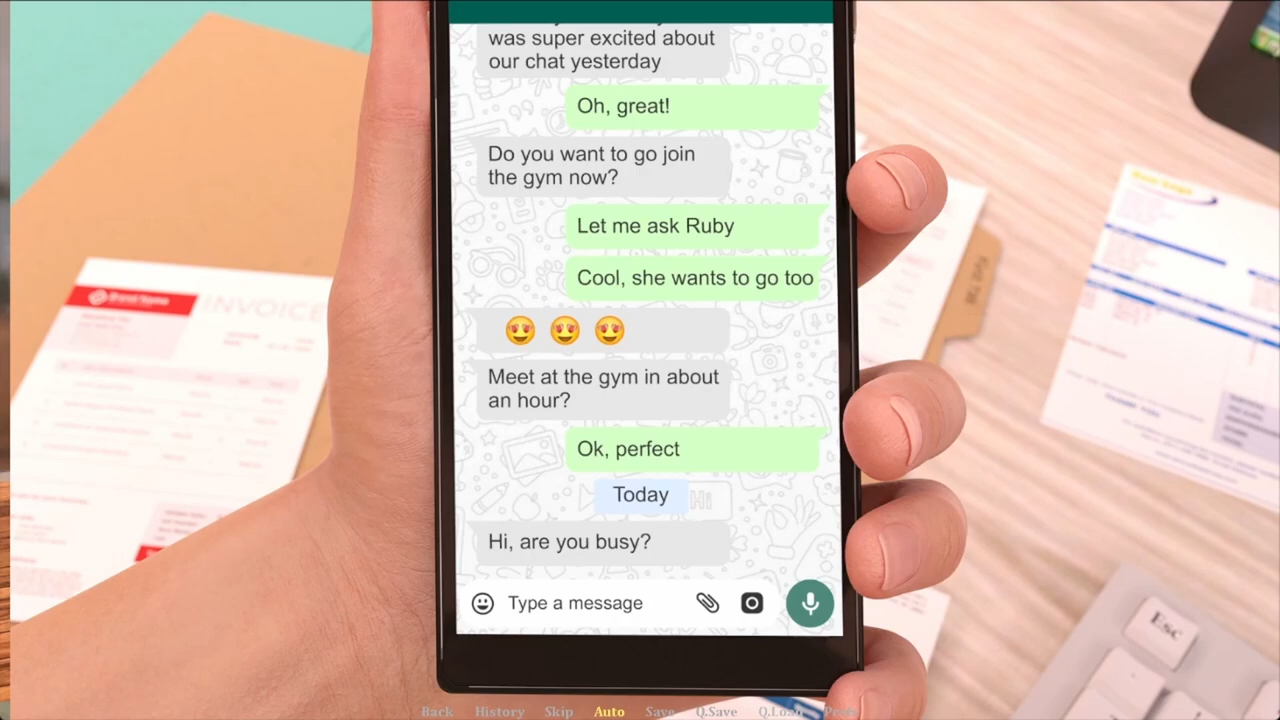 was super excited about
our chat yesterday
Oh, great!
Do you want to go join
the gym now?
Let me ask Ruby
Cool, she wants to go too
Meet at the gym in about
an hour?
Ok, perfect
Today
Hi
Hi, are you busy?
Type a message
INVOICE
Esc
Back History Skip Auto Save Q.Save Q.Load